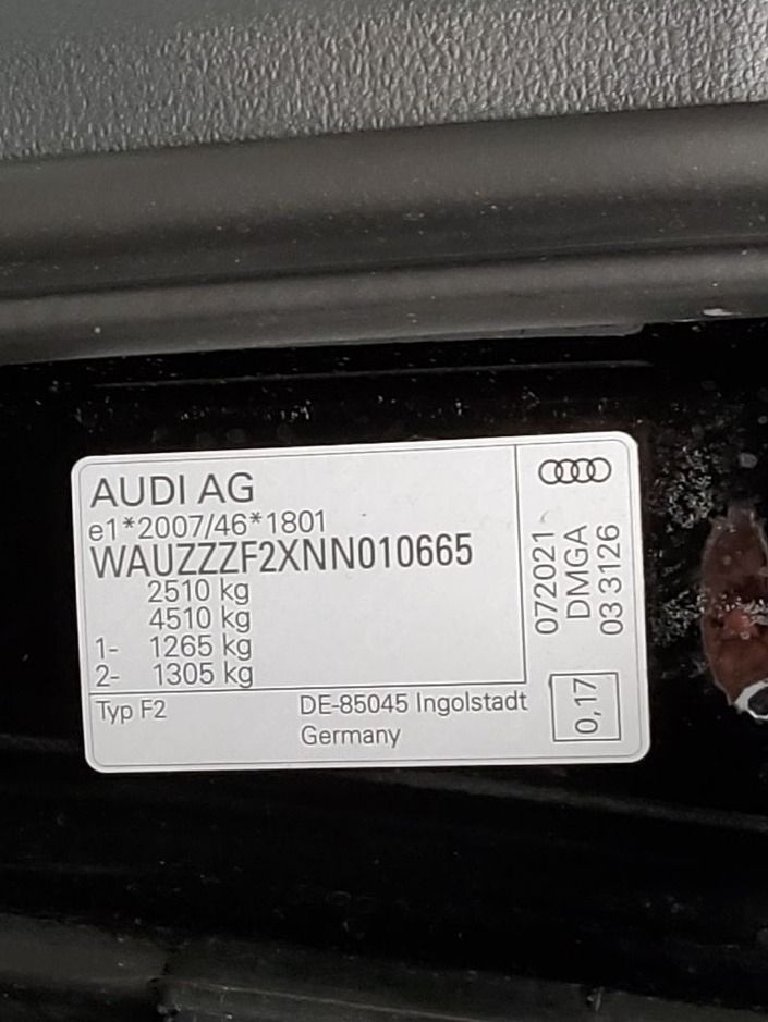 AUDI AG
e1*2007/46*1801
WAUZZZF2XNN010665
2510 kg
4510 kg
1- 1265 kg
2- 1305 kg
Typ F2
DE-85045 Ingolstadt
Germany
072021
DMGA
03 3126
0,17